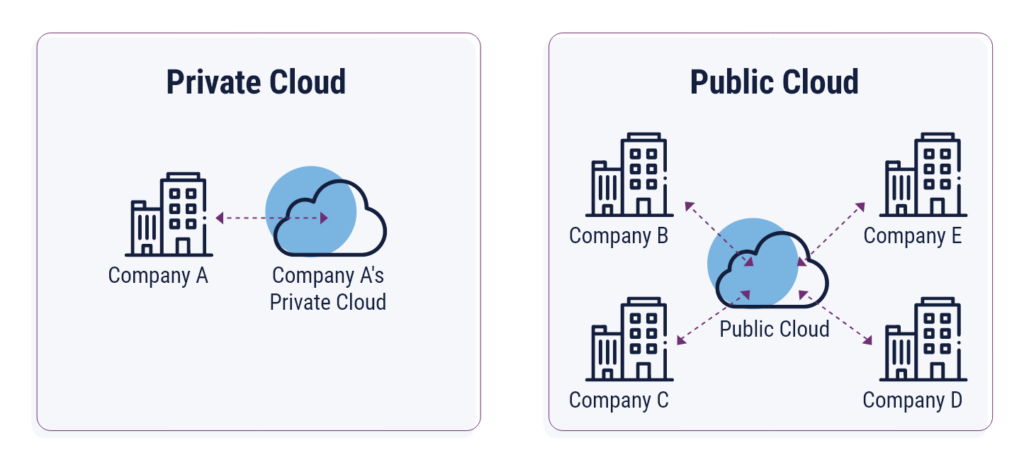 Private Cloud
Company A
Company A's
Private Cloud
Public Cloud
Company B
Company E
Public Cloud
Company C
Company D